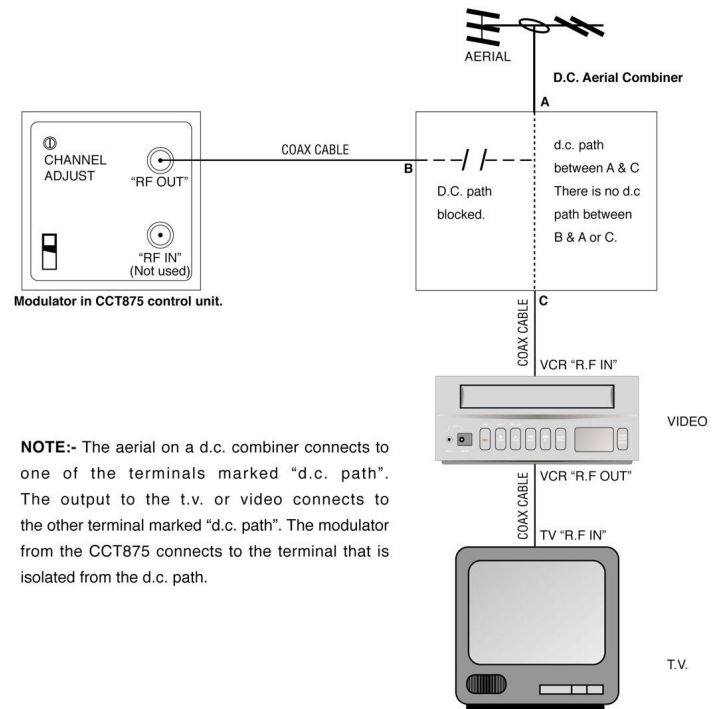 AERIAL
D.C. Aerial Combiner
A
CHANNEL
ADJUST
"RF OUT"
COAX CABLE
B
D.C. path
blocked.
d.c. path
between A & C
There is no d.c
path between
B & A or C.
"RF IN"
(Not used)
Modulator in CCT875 control unit.
C
COAX CABLE
VCR "R.F IN"
VIDEO
NOTE:- The aerial on a d.c. combiner connects to
one of the terminals marked "d.c. path".
The output to the t.v. or video connects to
the other terminal marked "d.c. path". The modulator
from the CCT875 connects to the terminal that is
isolated from the d.c. path.
VCR "R.F OUT"
COAX CABLE
TV "R.F IN"
T.V.